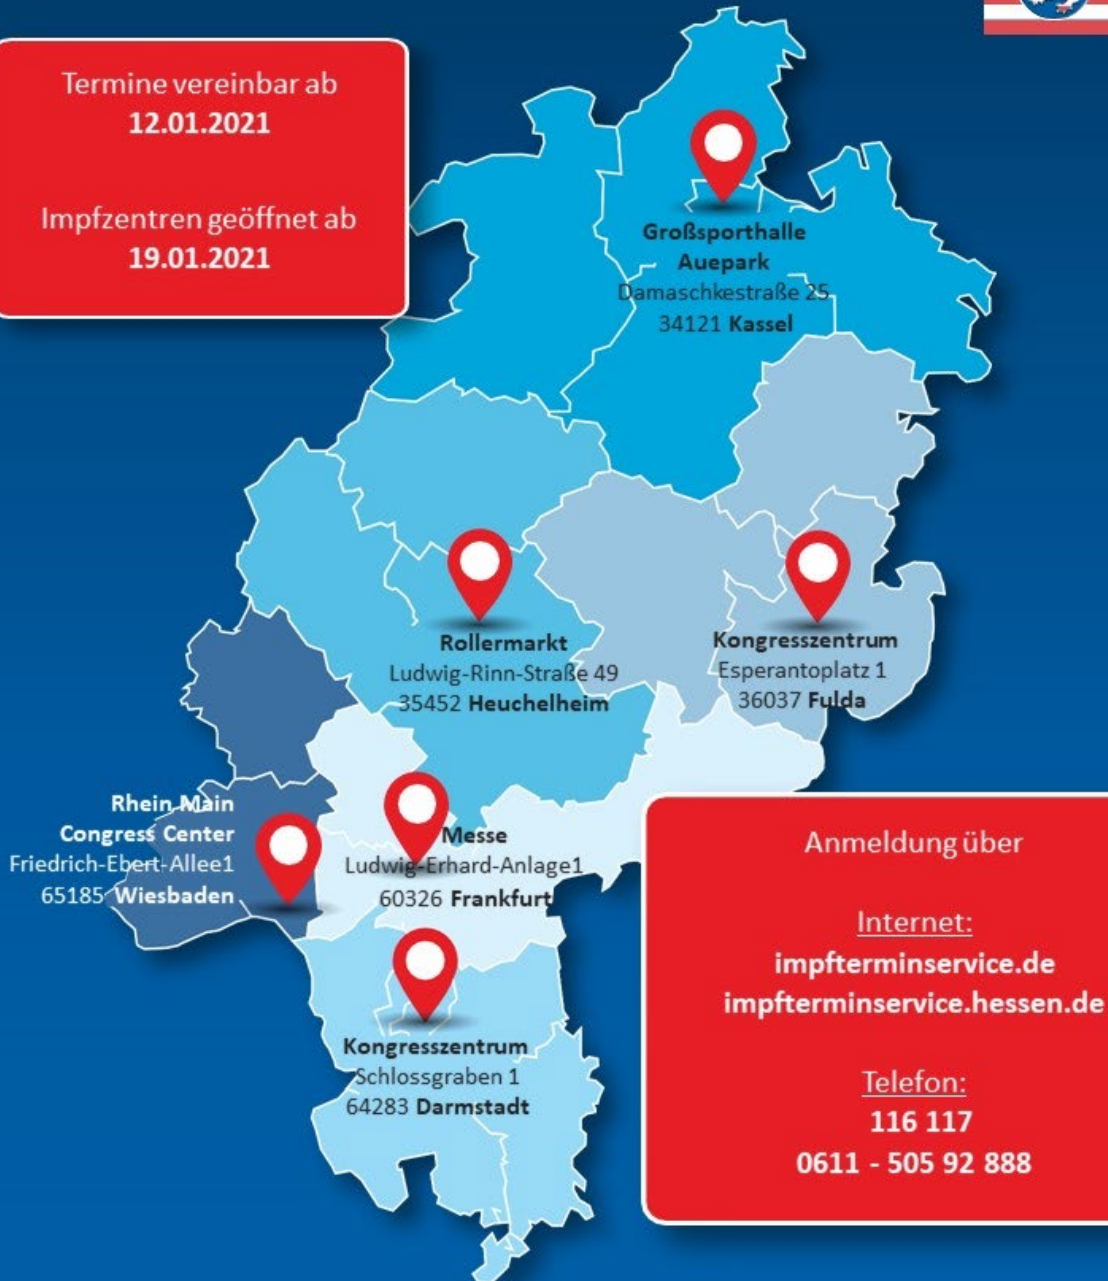 Termine vereinbar ab
12.01.2021
Impfzentren geöffnet ab
19.01.2021
Großsporthalle
Auepark
Damaschkestraße 25
34121 Kassel
Rollermarkt
Ludwig-Rinn-Straße 49
35452 Heuchelheim
Kongresszentrum
Esperantoplatz 1
36037 Fulda
Rhein Main
Congress Center
Friedrich-Ebert-Allee1
65185 Wiesbaden
Messe
Ludwig-Erhard-Anlage1
60326 Frankfurt
Kongresszentrum
Schlossgraben 1
64283 Darmstadt
Anmeldung über
Internet:
impfterminservice.de
impfterminservice.hessen.de
Telefon:
116 117
0611 - 505 92 888